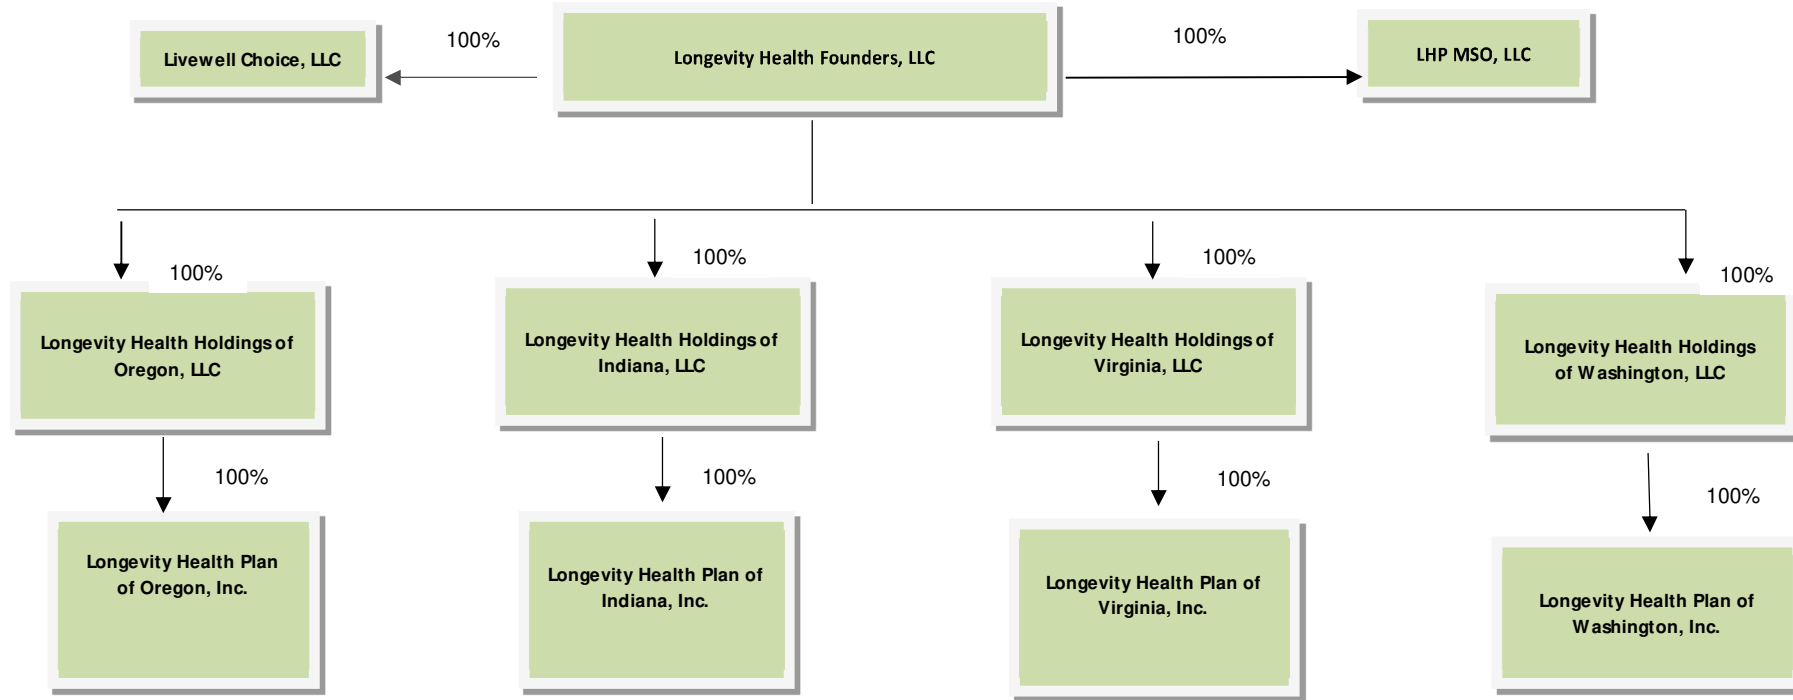 Livewell Choice, LLC
100%
Longevity Health Founders, LLC
100%
LHP MSO, LLC
100%
100%
100%
100%
Longevity Health Holdings of
Oregon, LLC
Longevity Health Holdings of
Indiana, LLC
Longevity Health Holdings of
Virginia, LLC
Longevity Health Holdings
of Washington, LLC
100%
100%
100%
100%
Longevity Health Plan
of Oregon, Inc.
Longevity Health Plan of
Indiana, Inc.
Longevity Health Plan of
Virginia, Inc.
Longevity Health Plan of
Washington, Inc.